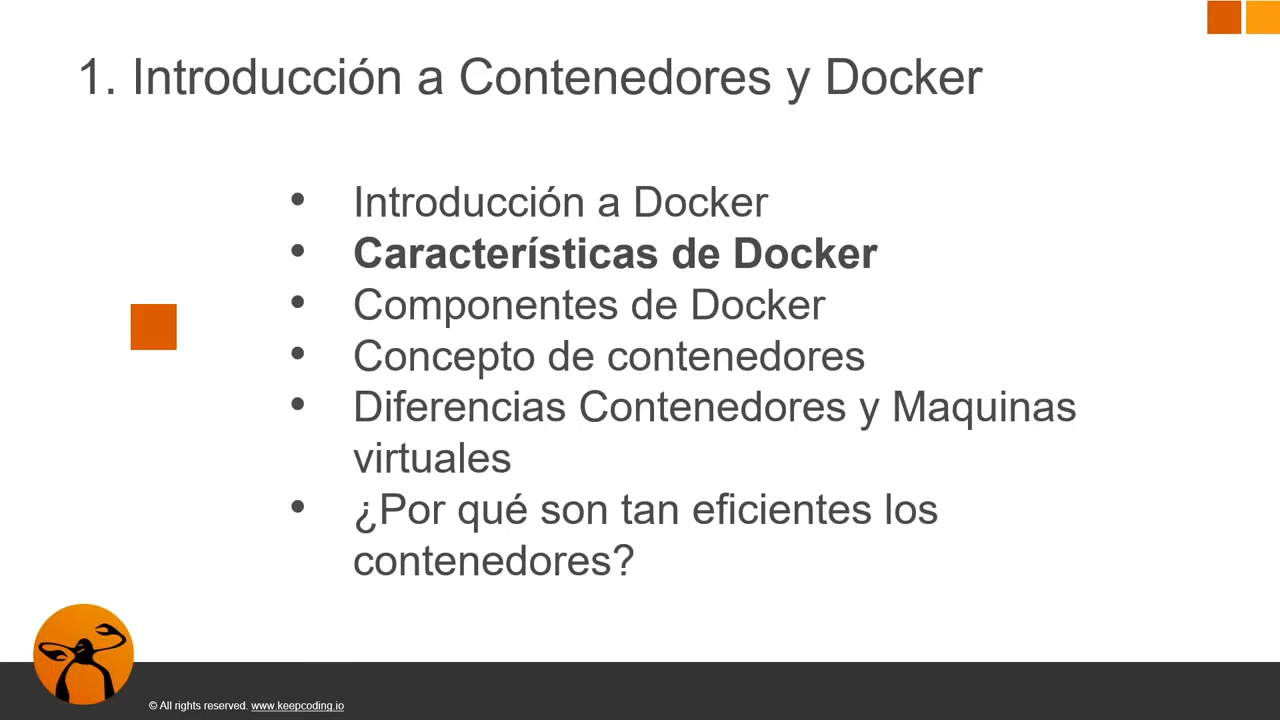 1. Introducción a Contenedores y Docker
• Introducción a Docker
• Características de Docker
• Componentes de Docker
• Concepto de contenedores
• Diferencias Contenedores y Maquinas
virtuales
• ¿Por qué son tan eficientes los
contenedores?
© All rights reserved. www.keepcoding.io